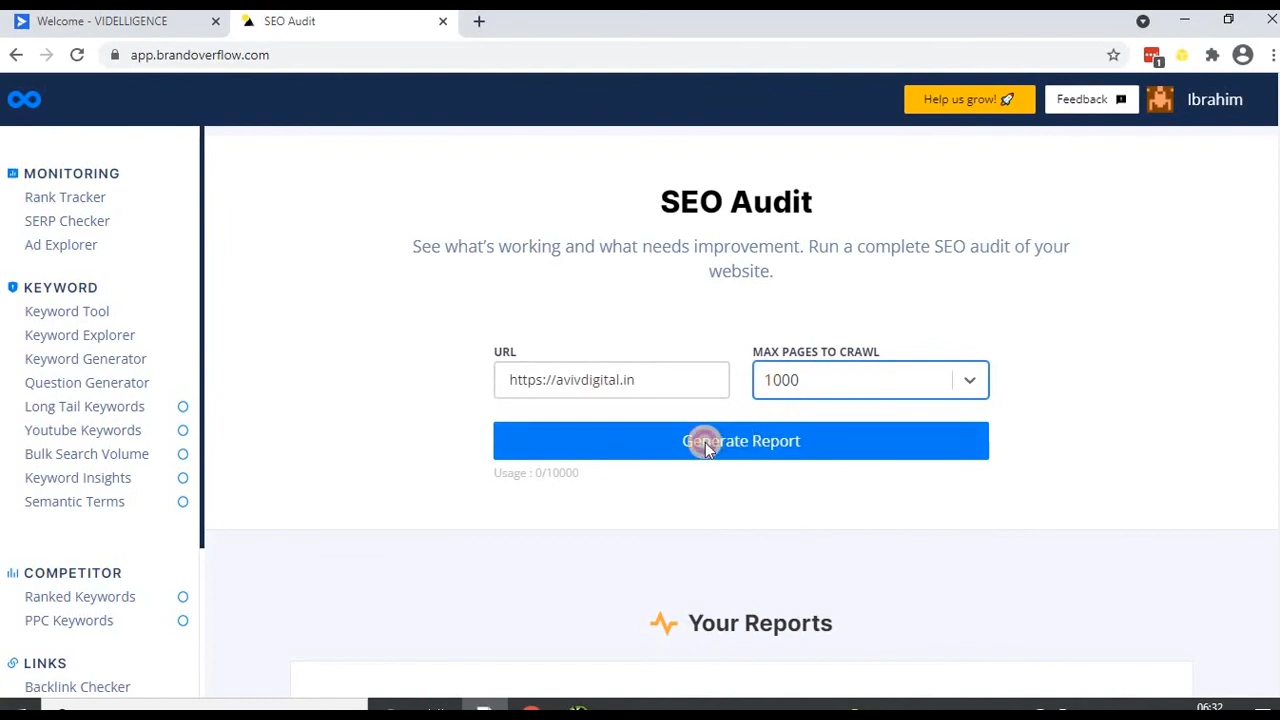 Welcome - VIDELLIGENCE
SEO Audit
app.brandoverflow.com
1
Help us grow! 🚀
Feedback
Ibrahim
MONITORING
Rank Tracker
SERP Checker
Ad Explorer
KEYWORD
Keyword Tool
Keyword Explorer
Keyword Generator
Question Generator
Long Tail Keywords
Youtube Keywords
Bulk Search Volume
Keyword Insights
Semantic Terms
COMPETITOR
Ranked Keywords
PPC Keywords
LINKS
Backlink Checker
SEO Audit
See what's working and what needs improvement. Run a complete SEO audit of your
website.
URL
MAX PAGES TO CRAWL
https://avivdigital.in
1000
Generate Report
Usage : 0/10000
Your Reports
06:32